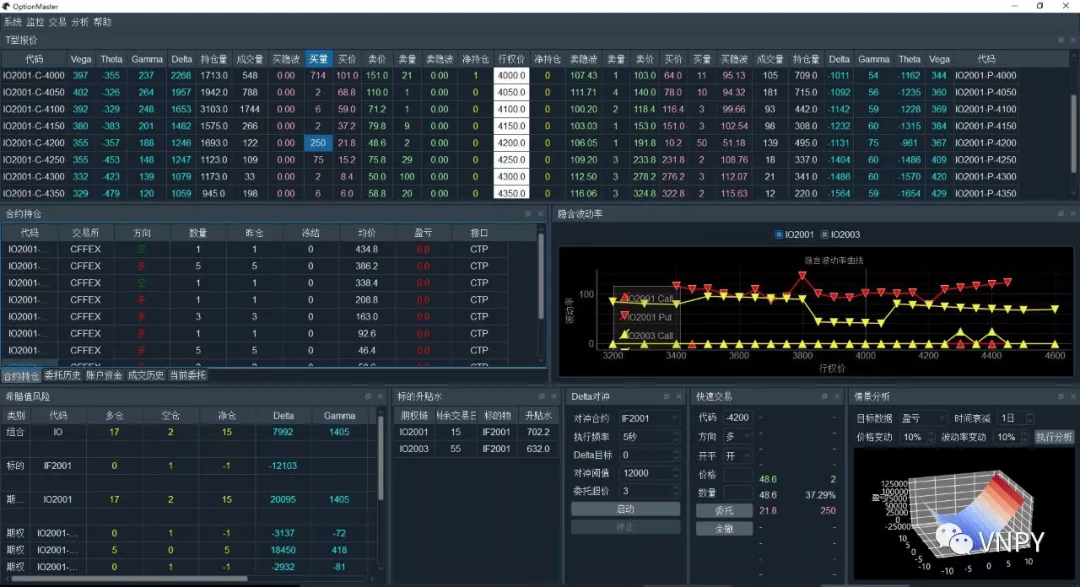 OptionMaster
系统 监控 交易 分析 帮助
T型报价
代码 Vega Theta Gamma Delta 持仓量 成交量 买隐波 买量 买价 卖价 卖量 卖隐波 净持仓 行权价 净持仓 卖隐波 卖量 卖价 买价 买量 买隐波 成交量 持仓量 Delta Gamma Theta Vega 代码
IO2001-C-4000 397 -355 237 2268 1713.0 548 0.00 714 101.0 151.0 21 0.00 1 4000.0 0 107.43 1 103.0 64.0 11 95.13 105 709.0 -1011 54 -1162 344 IO2001-P-4000
IO2001-C-4050 402 -326 264 1957 1942.0 788 0.00 2 68.8 110.0 1 0.00 0 4050.0 0 111.71 4 140.0 78.0 10 94.32 181 715.0 -1092 56 -1235 360 IO2001-P-4050
IO2001-C-4100 392 -329 248 1653 3103.0 1744 0.00 6 59.0 71.2 1 0.00 0 4100.0 0 100.20 2 118.4 116.4 3 99.66 93 442.0 -1142 59 -1228 369 IO2001-P-4100
IO2001-C-4150 380 -383 201 1482 1575.0 266 0.00 2 37.2 79.8 9 0.00 0 4150.0 0 103.03 1 153.0 151.0 3 102.54 98 308.0 -1232 60 -1315 384 IO2001-P-4150
IO2001-C-4200 355 -357 188 1246 1693.0 122 0.00 250 21.8 48.6 2 0.00 0 4200.0 0 106.05 1 191.8 10.2 50 51.18 139 495.0 -1131 75 -961 367 IO2001-P-4200
IO2001-C-4250 355 -453 148 1247 1123.0 109 0.00 75 15.2 75.8 29 0.00 0 4250.0 0 109.20 3 233.8 231.8 2 108.76 18 337.0 -1404 60 -1486 409 IO2001-P-4250
IO2001-C-4300 332 -423 139 1079 1173.0 33 0.00 2 8.4 50.0 100 0.00 0 4300.0 0 112.50 3 278.2 276.2 3 112.07 21 341.0 -1486 60 -1570 420 IO2001-P-4300
IO2001-C-4350 329 -479 120 1059 945.0 198 0.00 6 6.0 58.8 20 0.00 0 4350.0 0 116.06 3 324.8 322.8 2 115.63 12 220.0 -1564 59 -1654 429 IO2001-P-4350
合约持仓
代码 交易所 方向 数量 昨仓 冻结 均价 盈亏 接口
IO2001-... CFFEX 空 1 1 0 434.8 0.0 CTP
IO2001-... CFFEX 多 5 5 0 386.2 0.0 CTP
IO2001-... CFFEX 空 1 1 0 338.4 0.0 CTP
IO2001-... CFFEX 多 1 1 0 208.8 0.0 CTP
IO2001-... CFFEX 多 3 3 0 163.0 0.0 CTP
IO2001-... CFFEX 多 1 1 0 92.6 0.0 CTP
IO2001-... CFFEX 多 5 5 0 46.4 0.0 CTP
合约持仓 委托历史 账户资金 成交历史 当前委托
隐含波动率
IO2001 IO2003
隐含波动率曲线
波动率
100
0
IO2001 Call
IO2001 Put
IO2003 Call
3200 3400 3600 3800 4000 4200 4400 4600
行权价
希腊值风险
类别 代码 多仓 空仓 净仓 Delta Gamma
组合 IO 17 2 15 7992 1405
标的 IF2001 0 1 -1 -12103
期... IO2001 17 2 15 20095 1405
期权 IO2001-... 0 1 -1 -3137 -72
期权 IO2001-... 5 0 5 18450 418
期权 IO2001-... 0 1 -1 -2932 -81
标的升贴水
期权链 余交易日 标的物 升贴水
IO2001 15 IF2001 702.2
IO2003 55 IF2001 632.0
Delta对冲
对冲合约 IF2001
执行频率 5秒
Delta目标 0
对冲阈值 12000
委托超价 3
启动
停止
快速交易
代码 -4200
方向 多
开平 开
价格
数量
委托
全撤
48.6 2
48.6 37.29%
21.8 250
情景分析
目标数据 盈亏 时间衰减 1日
价格变动 10% 波动率变动 10% 执行分析
125000
100000
75000
50000
25000
0
-25000
10
5
0
-5
-10
-10 -5 0 5 10
VNPY